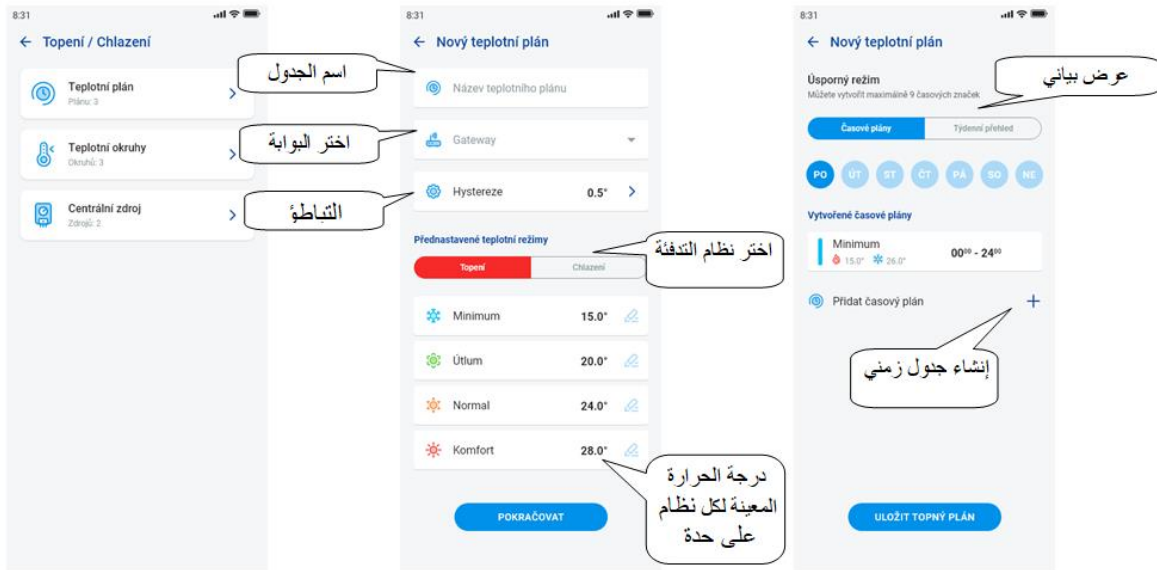 8:31
← Topení / Chlazení
Teplotní plán
Plánu: 3
Teplotní okruhy
Okruhů: 3
Centrální zdroj
Zdrojů: 2
8:31
← Nový teplotní plán
اسم الجدول
Název teplotního plánu
اختر البوابة
Gateway
التباطؤ
Hystereze 0.5°
Přednastavené teplotní režimy
اختر نظام التدفئة
Topení Chlazení
Minimum 15.0°
Útlum 20.0°
Normal 24.0°
Komfort 28.0°
درجة الحرارة
المعينة لكل نظام
على حدة
POKRAČOVAT
8:31
← Nový teplotní plán
Úsporný režim
Můžete vytvořit maximálně 9 časových značek
عرض بياني
Časové plány Týdenní přehled
PO ÚT ST ČT PÁ SO NE
Vytvořené časové plány
Minimum
15.0° 26.0°
00⁰⁰ - 24⁰⁰
Přidat časový plán +
إنشاء جدول زمني
ULOŽIT TOPNÝ PLÁN